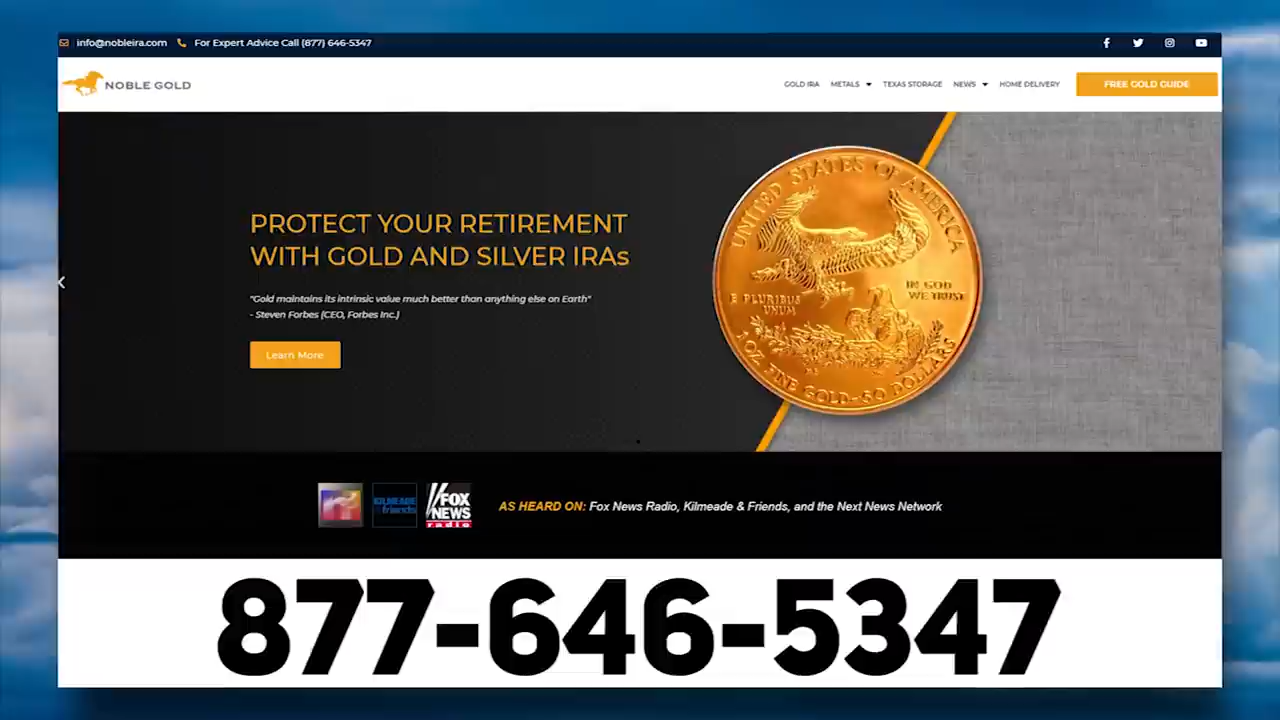 info@nobleira.com For Expert Advice Call (877) 646-5347
NOBLE GOLD
GOLD IRA METALS TEXAS STORAGE NEWS HOME DELIVERY FREE GOLD GUIDE
PROTECT YOUR RETIREMENT
WITH GOLD AND SILVER IRAs
"Gold maintains its intrinsic value much better than anything else on Earth"
- Steven Forbes (CEO, Forbes Inc.)
Learn More
UNITED STATES OF AMERICA
E PLURIBUS
UNUM
IN GOD
WE TRUST
1 OZ. FINE GOLD~50 DOLLARS
KILMEADE
friends
FOX
NEWS
radio
AS HEARD ON: Fox News Radio, Kilmeade & Friends, and the Next News Network
877-646-5347